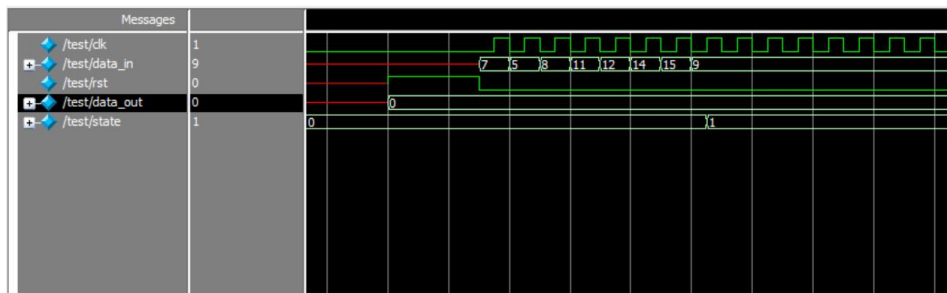 Messages
/test/clk 1
/test/data_in 9 7 5 8 11 12 14 15 9
/test/rst 0
/test/data_out 0 0
/test/state 1 0 1